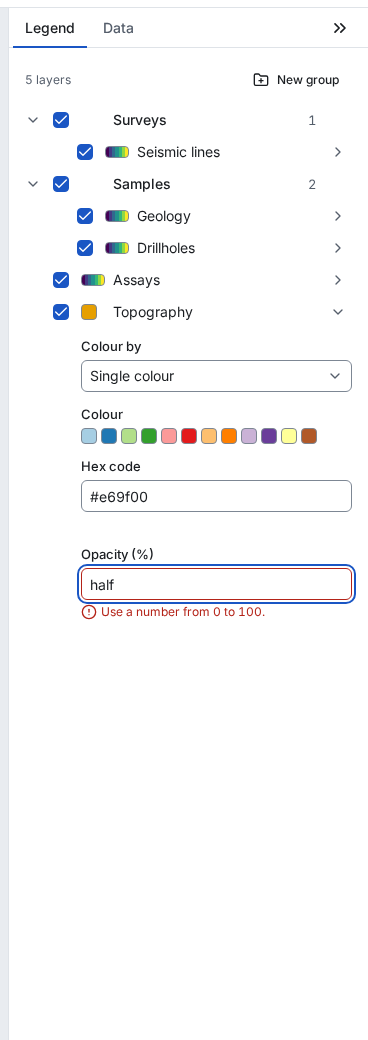 Legend Data
5 layers New group
Surveys 1
Seismic lines
Samples 2
Geology
Drillholes
Assays
Topography
Colour by
Single colour
Colour
Hex code
#e69f00
Opacity (%)
half
Use a number from 0 to 100.